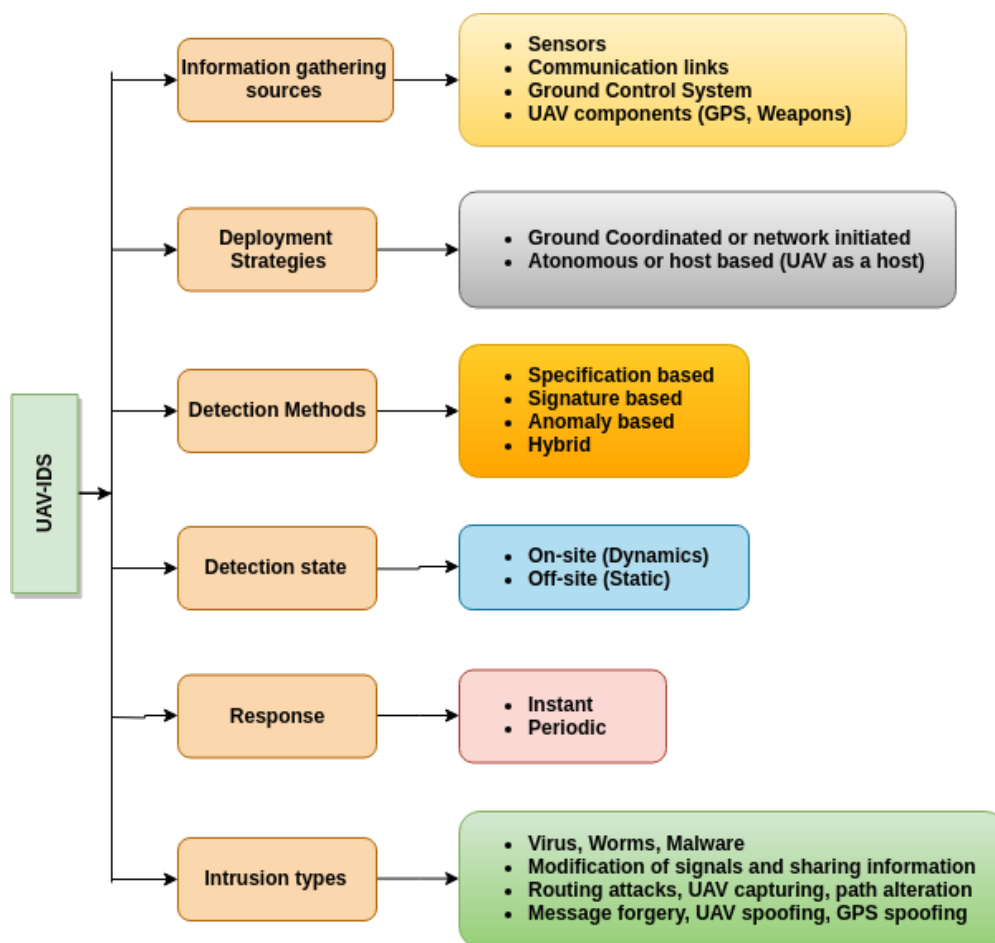 UAV-IDS
Information gathering
sources
• Sensors
• Communication links
• Ground Control System
• UAV components (GPS, Weapons)
Deployment
Strategies
• Ground Coordinated or network initiated
• Atonomous or host based (UAV as a host)
Detection Methods
• Specification based
• Signature based
• Anomaly based
• Hybrid
Detection state
• On-site (Dynamics)
• Off-site (Static)
Response
• Instant
• Periodic
Intrusion types
• Virus, Worms, Malware
• Modification of signals and sharing information
• Routing attacks, UAV capturing, path alteration
• Message forgery, UAV spoofing, GPS spoofing